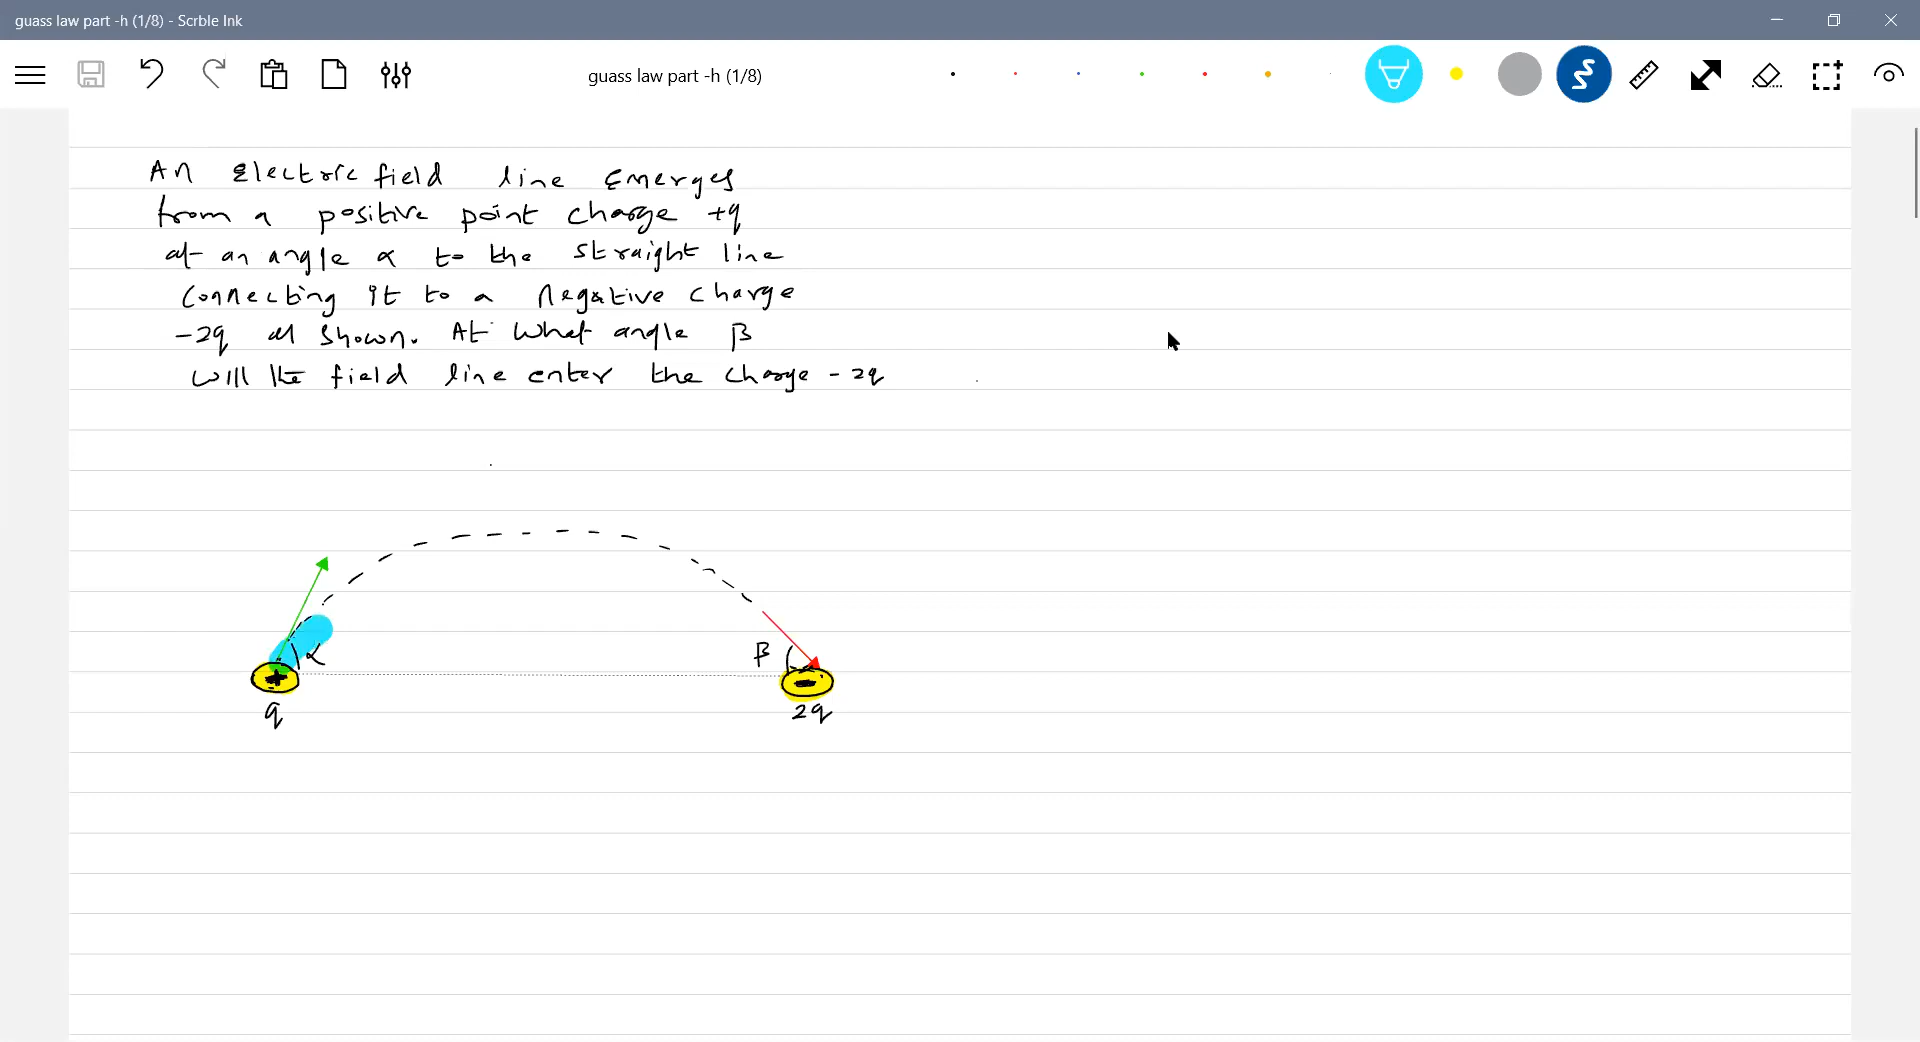 guass law part -h (1/8) - Scrble Ink
guass law part -h (1/8)
An Electric field line Emerges
from a positive point charge +q
at an angle α to the straight line
Connecting it to a Negative charge
-2q as shown. At what angle β
will the field line enter the charge - 2q
α
β
+
-
q
2q